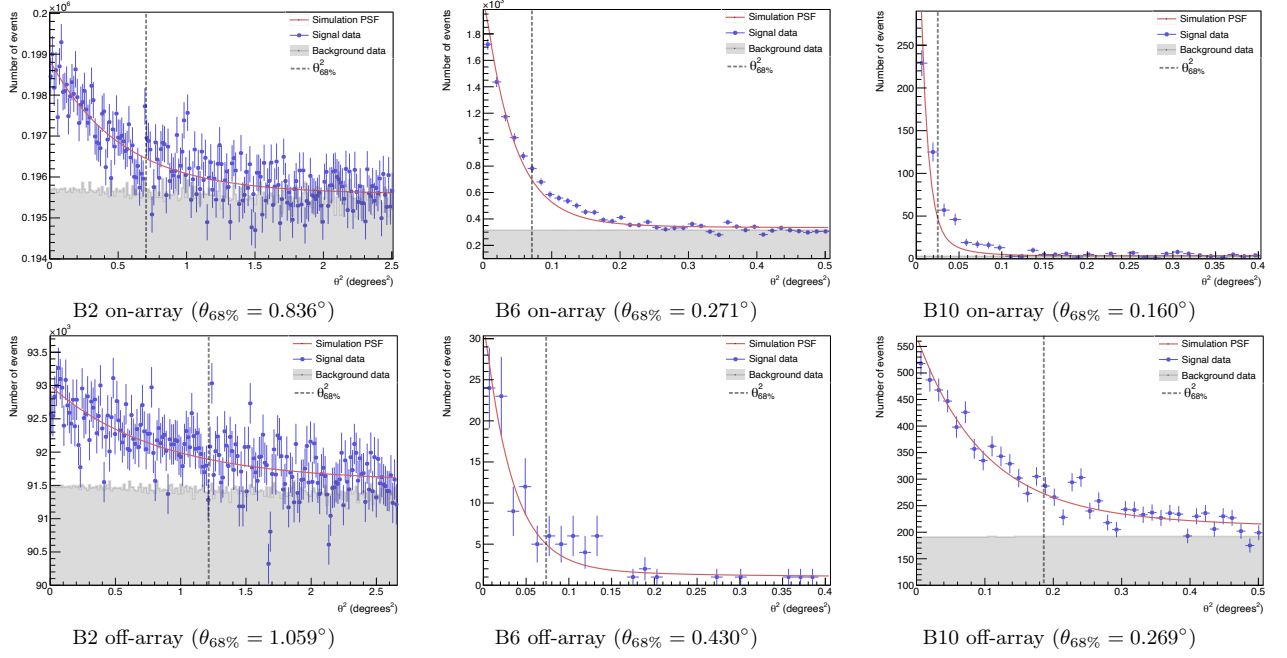 ×10⁶
0.2
0.199
0.198
0.197
0.196
0.195
0.194
Number of events
Simulation PSF
Signal data
Background data
θ²68%
0 0.5 1 1.5 2 2.5
θ² (degrees²)
B2 on-array (θ68% = 0.836°)
×10³
1.8
1.6
1.4
1.2
1
0.8
0.6
0.4
0.2
Number of events
Simulation PSF
Signal data
Background data
θ²68%
0 0.1 0.2 0.3 0.4 0.5
θ² (degrees²)
B6 on-array (θ68% = 0.271°)
250
200
150
100
50
0
Number of events
Simulation PSF
Signal data
Background data
θ²68%
0 0.05 0.1 0.15 0.2 0.25 0.3 0.35 0.4
θ² (degrees²)
B10 on-array (θ68% = 0.160°)
×10³
93.5
93
92.5
92
91.5
91
90.5
90
Number of events
Simulation PSF
Signal data
Background data
θ²68%
0 0.5 1 1.5 2 2.5
θ² (degrees²)
B2 off-array (θ68% = 1.059°)
30
25
20
15
10
5
0
Number of events
Simulation PSF
Signal data
Background data
θ²68%
0 0.05 0.1 0.15 0.2 0.25 0.3 0.35 0.4
θ² (degrees²)
B6 off-array (θ68% = 0.430°)
550
500
450
400
350
300
250
200
150
100
Number of events
Simulation PSF
Signal data
Background data
θ²68%
0 0.1 0.2 0.3 0.4 0.5
θ² (degrees²)
B10 off-array (θ68% = 0.269°)